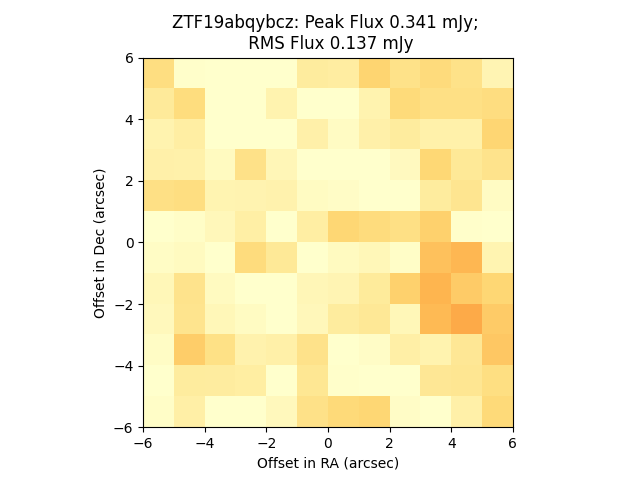 ZTF19abqybcz: Peak Flux 0.341 mJy;
RMS Flux 0.137 mJy
6
4
2
0
−2
−4
−6
Offset in Dec (arcsec)
−6 −4 −2 0 2 4 6
Offset in RA (arcsec)